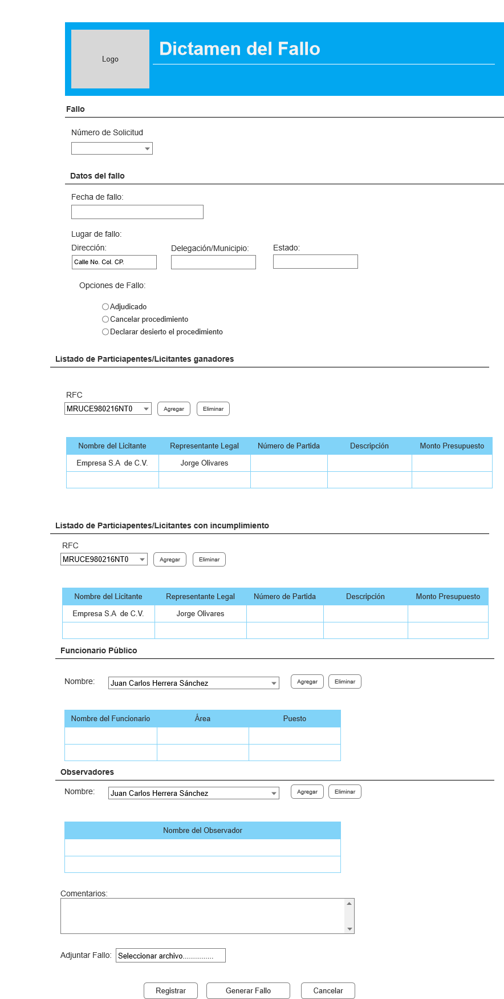 Logo
Dictamen del Fallo
Fallo
Número de Solicitud
Datos del fallo
Fecha de fallo:
Lugar de fallo:
Dirección: Delegación/Municipio: Estado:
Calle No. Col. CP.
Opciones de Fallo:
Adjudicado
Cancelar procedimiento
Declarar desierto el procedimiento
Listado de Particiapentes/Licitantes ganadores
RFC
MRUCE980216NT0 Agregar Eliminar
Nombre del Licitante Representante Legal Número de Partida Descripción Monto Presupuesto
Empresa S.A de C.V. Jorge Olivares
Listado de Particiapentes/Licitantes con incumplimiento
RFC
MRUCE980216NT0 Agregar Eliminar
Nombre del Licitante Representante Legal Número de Partida Descripción Monto Presupuesto
Empresa S.A de C.V. Jorge Olivares
Funcionario Público
Nombre: Juan Carlos Herrera Sánchez Agregar Eliminar
Nombre del Funcionario Área Puesto
Observadores
Nombre: Juan Carlos Herrera Sánchez Agregar Eliminar
Nombre del Observador
Comentarios:
Adjuntar Fallo: Seleccionar archivo...............
Registrar Generar Fallo Cancelar